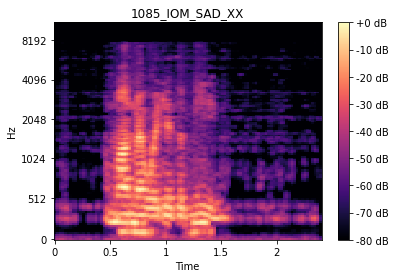 1085_IOM_SAD_XX
+0 dB
8192
-10 dB
4096
-20 dB
-30 dB
2048
Hz
-40 dB
1024
-50 dB
512
-60 dB
-70 dB
0
-80 dB
0
0.5
1
1.5
2
Time